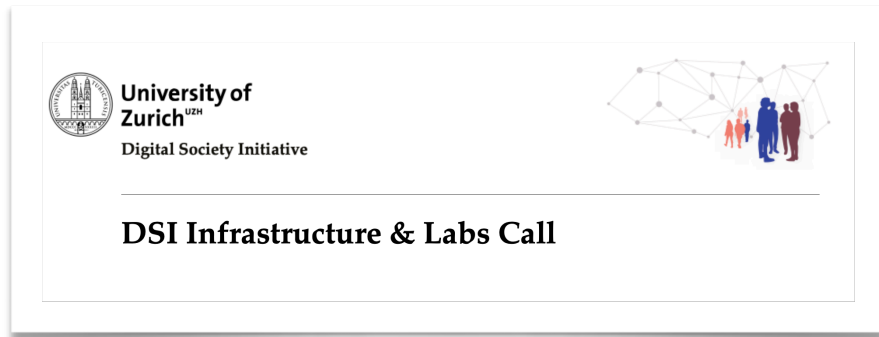 University of
Zurich UZH
Digital Society Initiative
DSI Infrastructure & Labs Call